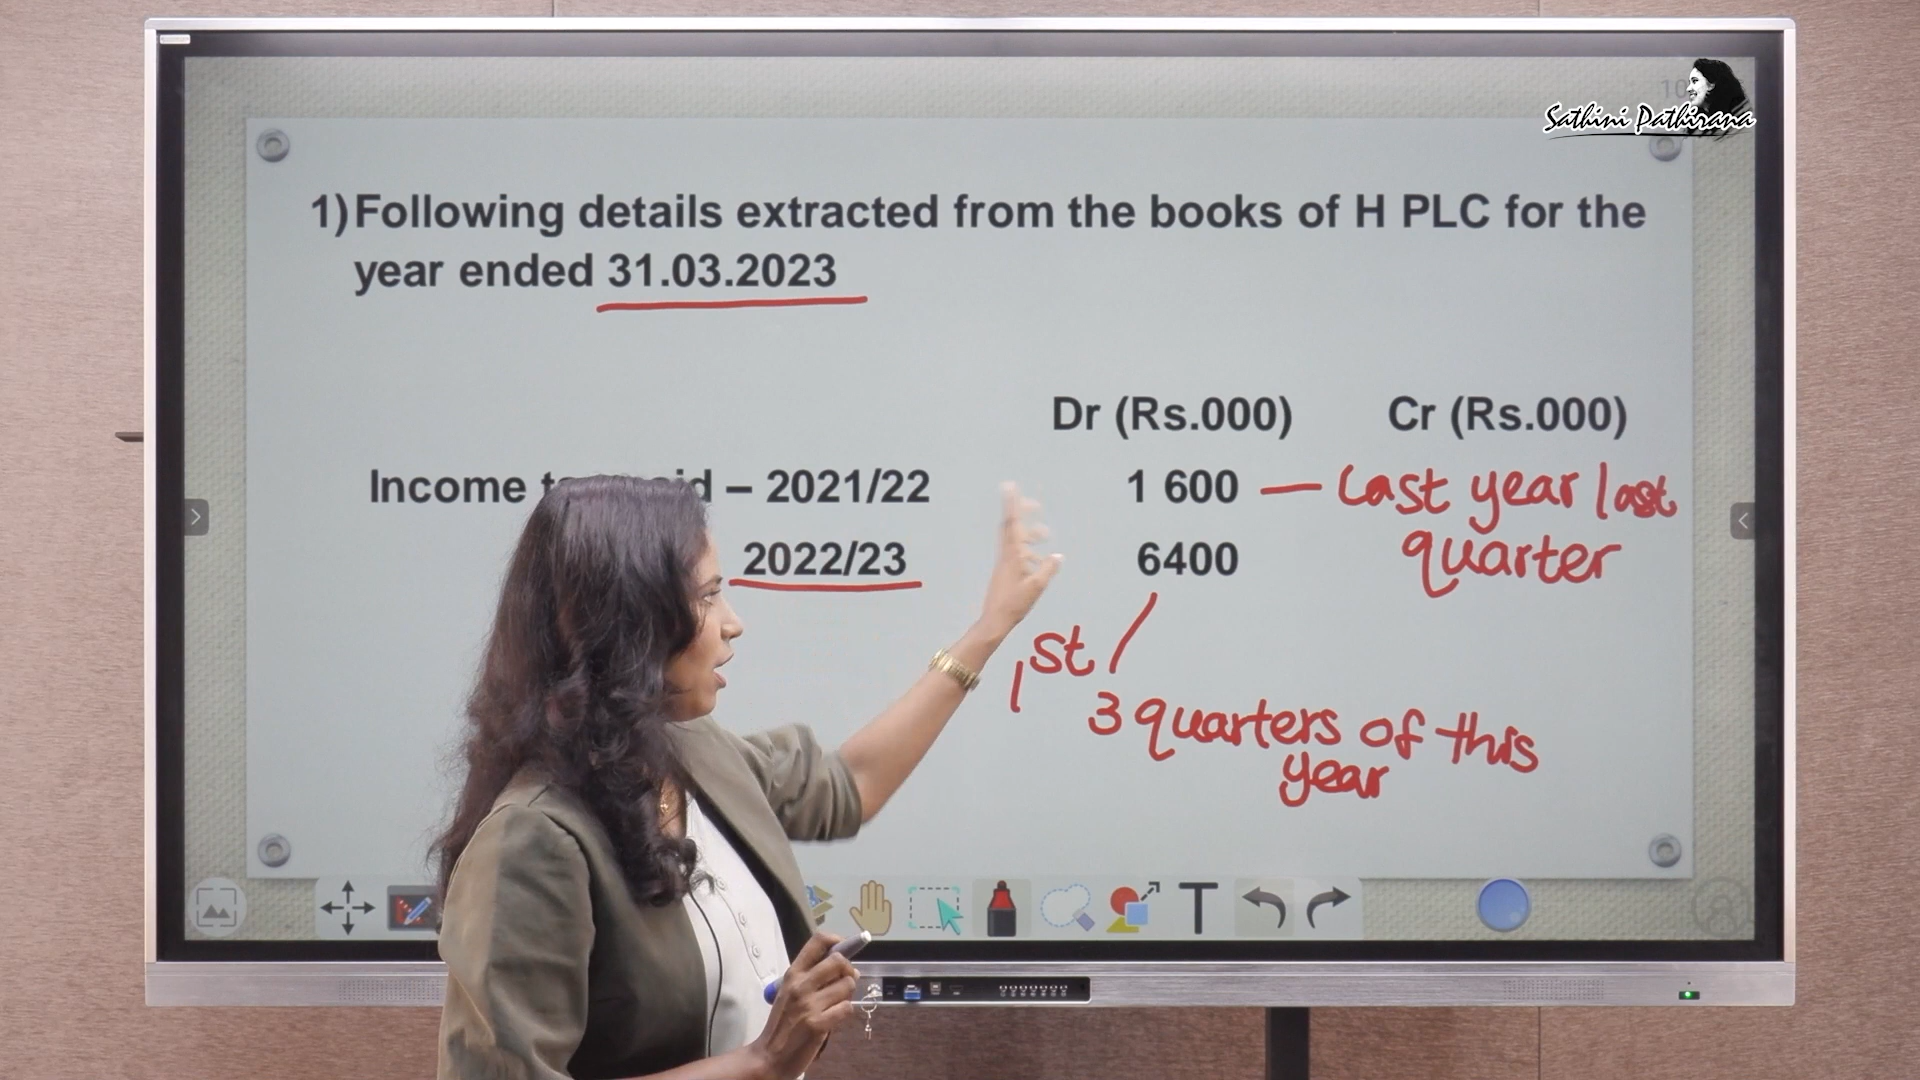 Sathini Pathirana
1) Following details extracted from the books of H PLC for the
year ended 31.03.2023
Dr (Rs.000) Cr (Rs.000)
Income – 2021/22 1 600 — Last year last
quarter
2022/23 6400
1st
3 quarters of this
year